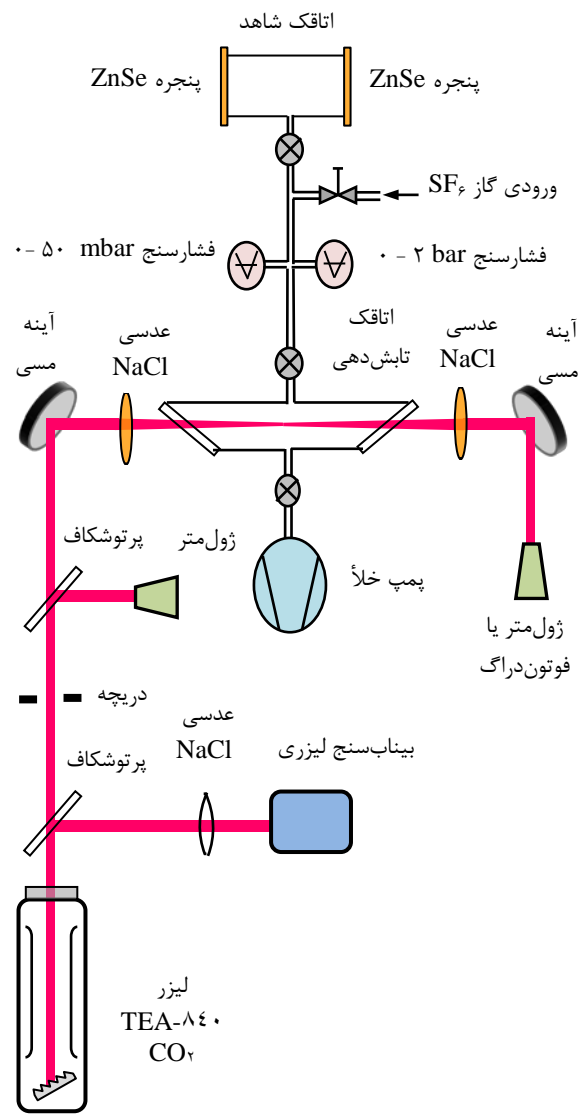 اتاقک شاهد
پنجره ZnSe
پنجره ZnSe
ورودی گاز SF۶
فشارسنج ۰ – ۲ bar
فشارسنج ۰ – ۵۰ mbar
آینه
مسی
عدسی
NaCl
اتاقک
تابش‌دهی
عدسی
NaCl
آینه
مسی
پرتوشکاف
ژول‌متر
پمپ خلأ
ژول‌متر یا
فوتون‌دراگ
دریچه
پرتوشکاف
عدسی
NaCl
بیناب‌سنج لیزری
لیزر
TEA-۸٤۰
CO۲